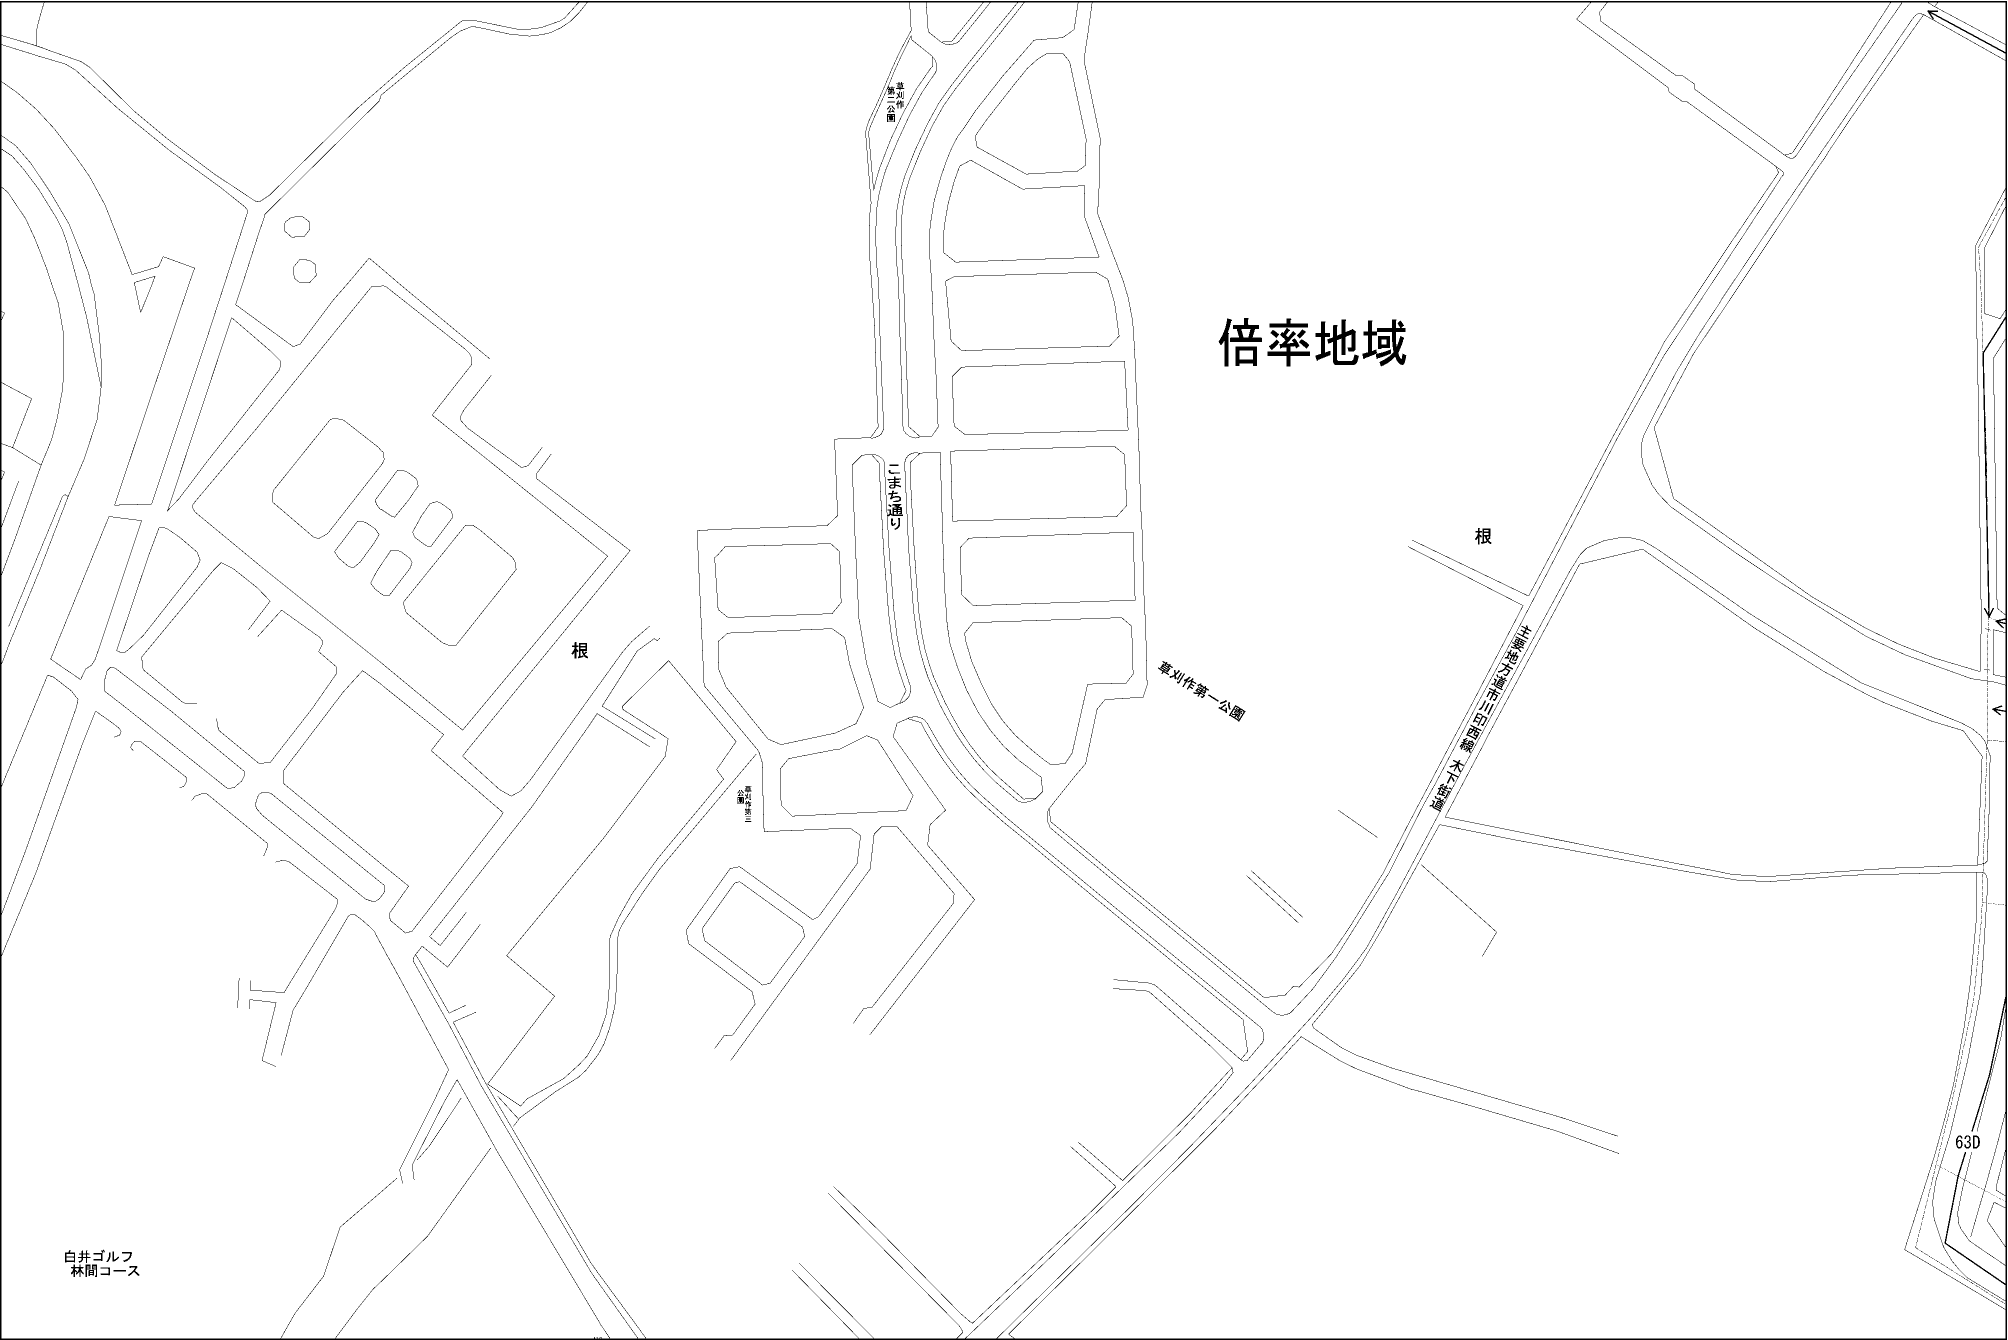 草刈作
第二公園
倍率地域
こまち通り
根
根
主要地方道市川印西線 木下街道
草刈作第一公園
草刈作第三
公園
63D
白井ゴルフ
林間コース